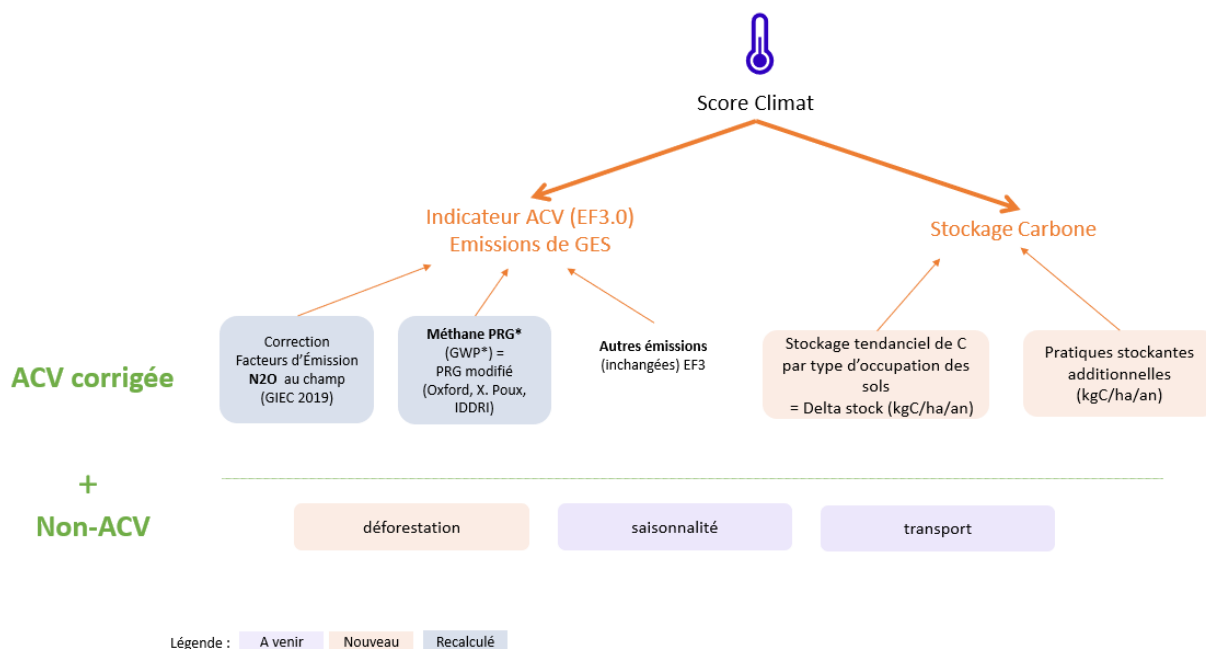 Score Climat
Indicateur ACV (EF3.0)
Emissions de GES
Stockage Carbone
ACV corrigée
Correction
Facteurs d'Émission
N2O au champ
(GIEC 2019)
Méthane PRG*
(GWP*) =
PRG modifié
(Oxford, X. Poux,
IDDRI)
Autres émissions
(inchangées) EF3
Stockage tendanciel de C
par type d'occupation des
sols
= Delta stock (kgC/ha/an)
Pratiques stockantes
additionnelles
(kgC/ha/an)
+
Non-ACV
déforestation
saisonnalité
transport
Légende : A venir Nouveau Recalculé